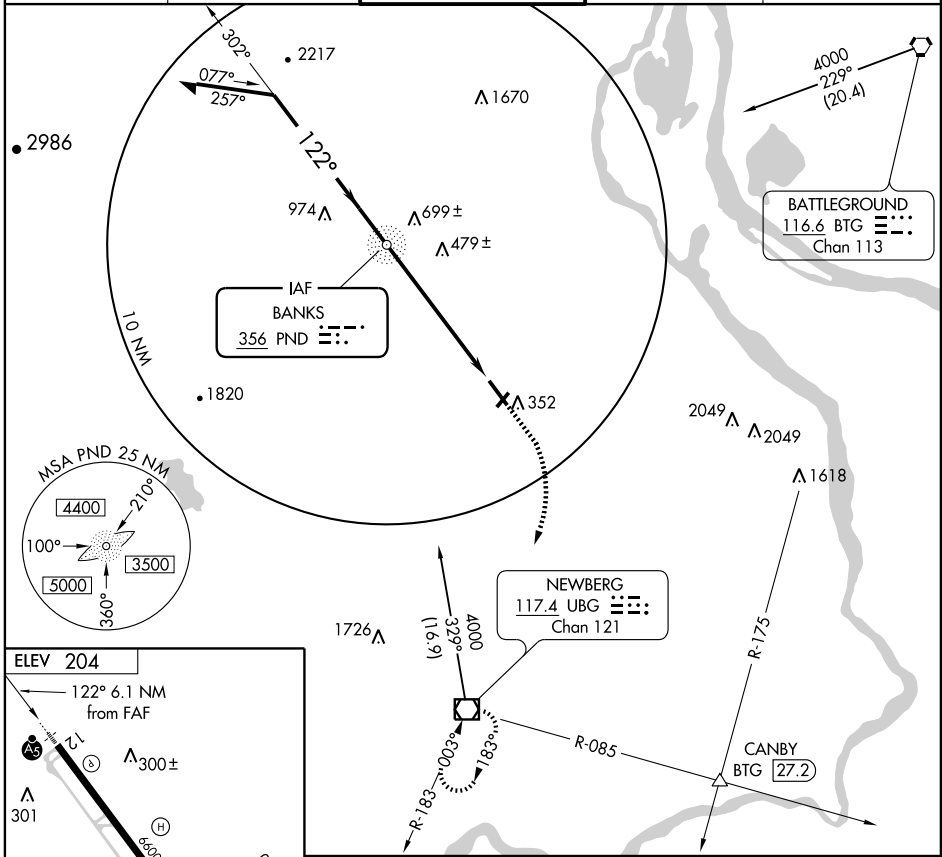 302°
2217
077°
257°
4000
229°
(20.4)
1670
2986
122°
BATTLEGROUND
116.6 BTG
Chan 113
974
699±
479±
IAF
BANKS
356 PND
10 NM
1820
352
2049
2049
1618
MSA PND 25 NM
4400
210°
100°
3500
5000
360°
NEWBERG
117.4 UBG
Chan 121
4000
329°
(16.9)
1726
R-175
ELEV 204
122° 6.1 NM
from FAF
A5
12
300±
301
H
6600
003°
183°
R-183
R-085
CANBY
BTG 27.2